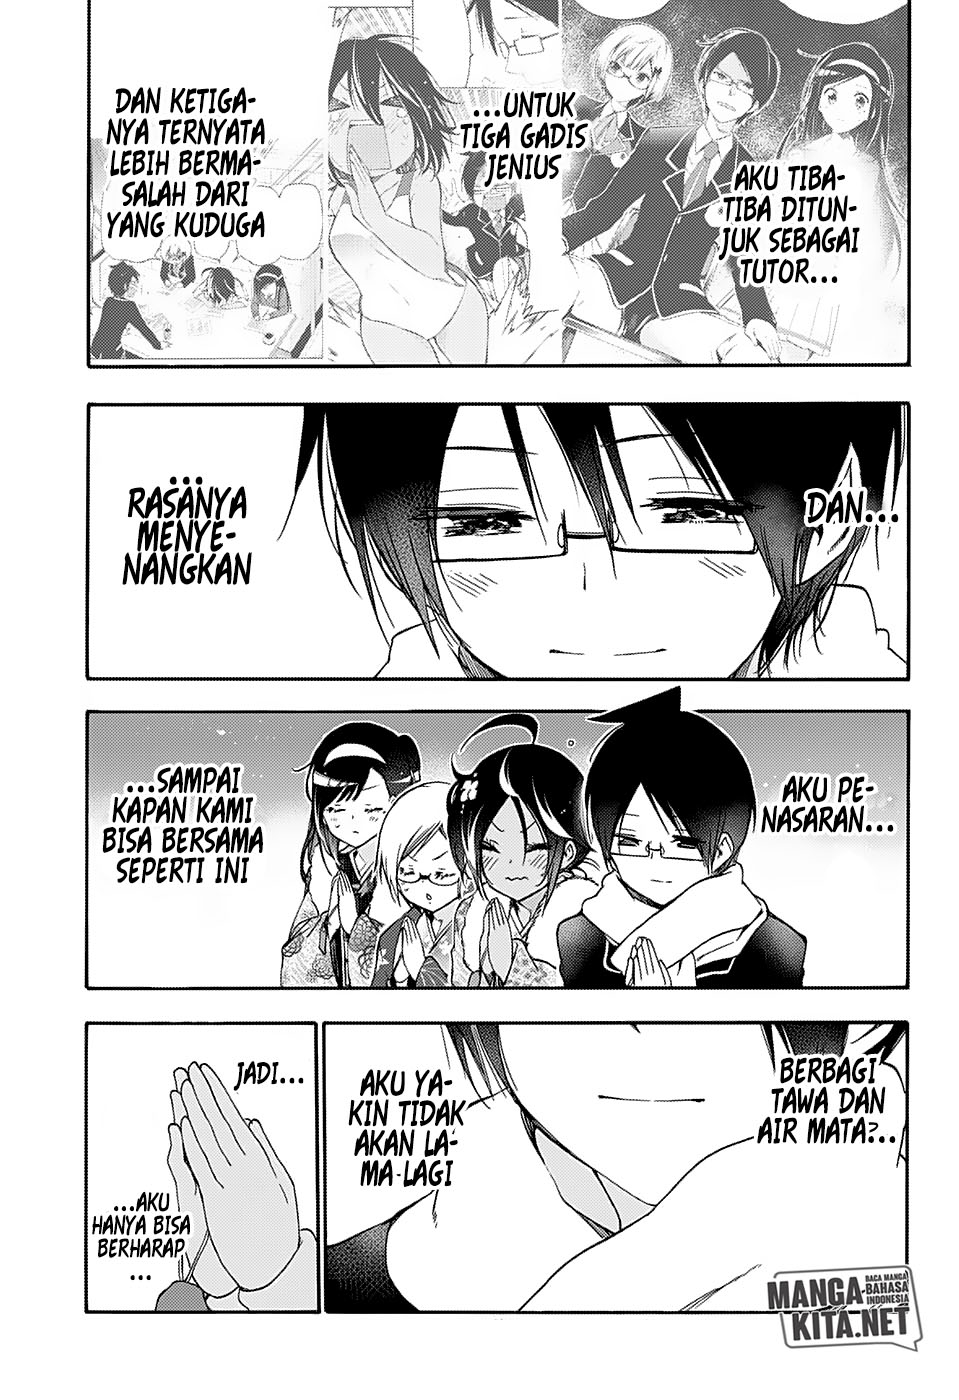 AKU TIBA-
TIBA DITUN-
JUK SEBAGAI
TUTOR...
...UNTUK
TIGA GADIS
JENIUS
DAN KETIGA-
NYA TERNYATA
LEBIH BERMA-
SALAH DARI
YANG KUDUGA
DAN...
...
RASANYA
MENYE-
NANGKAN
AKU PE-
NASARAN...
...SAMPAI
KAPAN KAMI
BISA BERSAMA
SEPERTI INI
BERBAGI
TAWA DAN
AIR MATA?..
AKU YA-
KIN TIDAK
AKAN LA-
MA LAGI
JADI...
...AKU
HANYA BISA
BERHARAP
...
MANGA
KITA.NET
BACA MANGA
BAHASA
INDONESIA